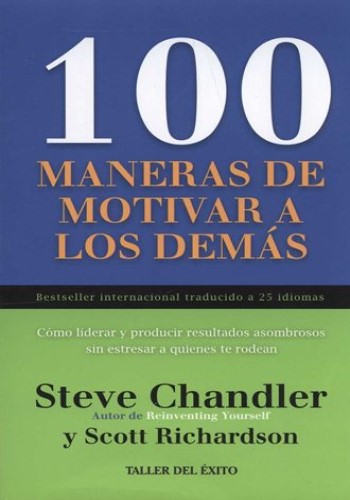 100
MANERAS DE
MOTIVAR A
LOS DEMÁS
Bestseller internacional traducido a 25 idiomas
Cómo liderar y producir resultados asombrosos
sin estresar a quienes te rodean
Steve Chandler
Autor de Reinventing Yourself
y Scott Richardson
TALLER DEL ÉXITO